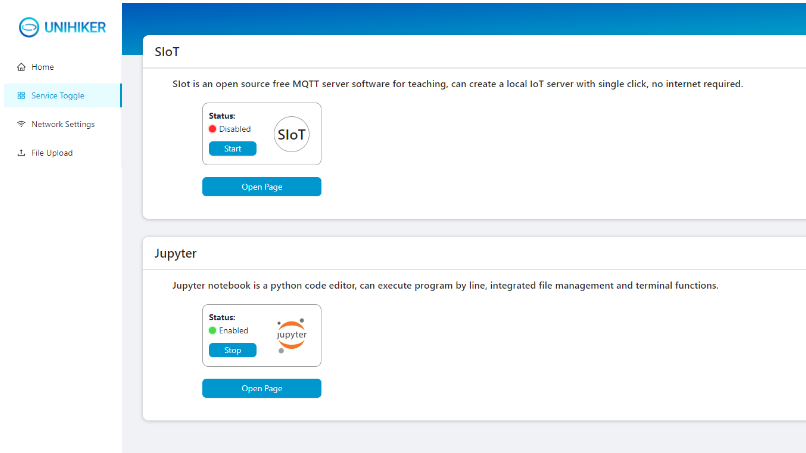 UNIHIKER
Home
Service Toggle
Network Settings
File Upload
SIoT
SIot is an open source free MQTT server software for teaching, can create a local IoT server with single click, no internet required.
Status:
Disabled
Start
SIoT
Open Page
Jupyter
Jupyter notebook is a python code editor, can execute program by line, integrated file management and terminal functions.
Status:
Enabled
Stop
jupyter
Open Page